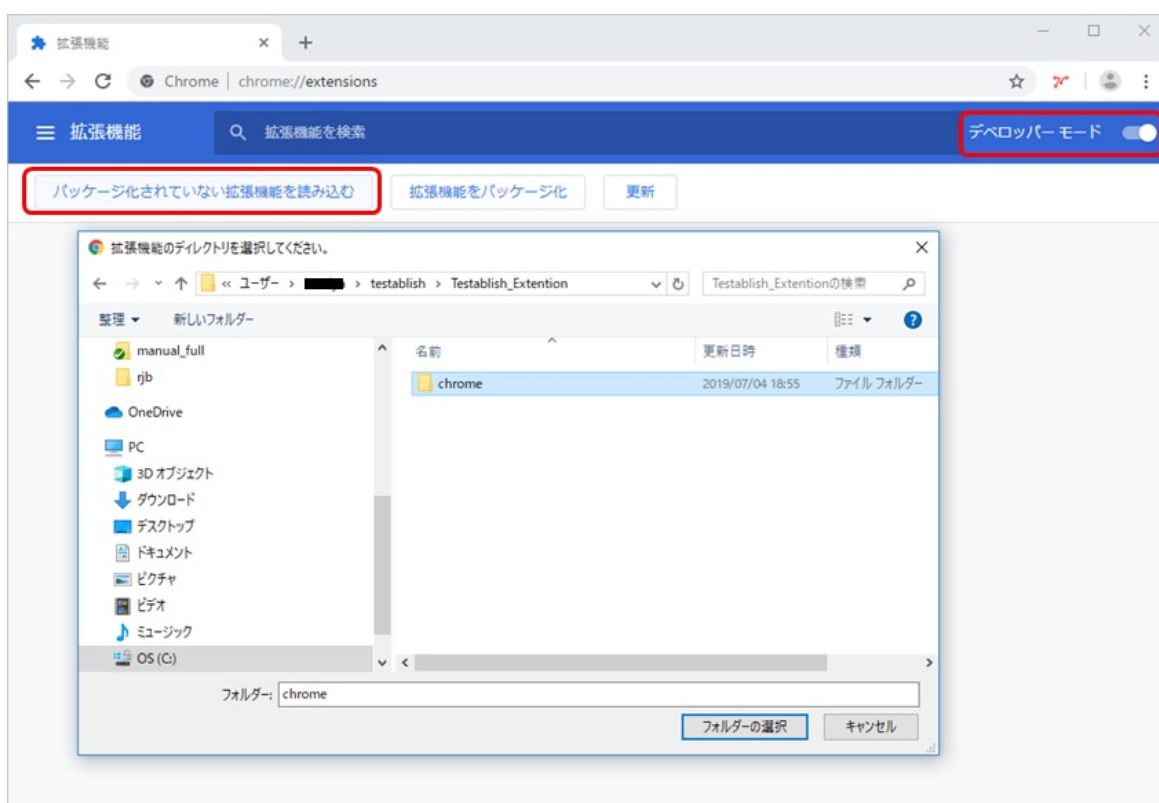 拡張機能
Chrome | chrome://extensions
拡張機能 拡張機能を検索 デベロッパー モード
パッケージ化されていない拡張機能を読み込む 拡張機能をパッケージ化 更新
拡張機能のディレクトリを選択してください。
« ユーザー › › testablish › Testablish_Extention Testablish_Extentionの検索
整理 新しいフォルダー
manual_full
rjb
OneDrive
PC
3D オブジェクト
ダウンロード
デスクトップ
ドキュメント
ピクチャ
ビデオ
ミュージック
OS (C:)
名前 更新日時 種類
chrome 2019/07/04 18:55 ファイル フォルダー
フォルダー: chrome
フォルダーの選択 キャンセル